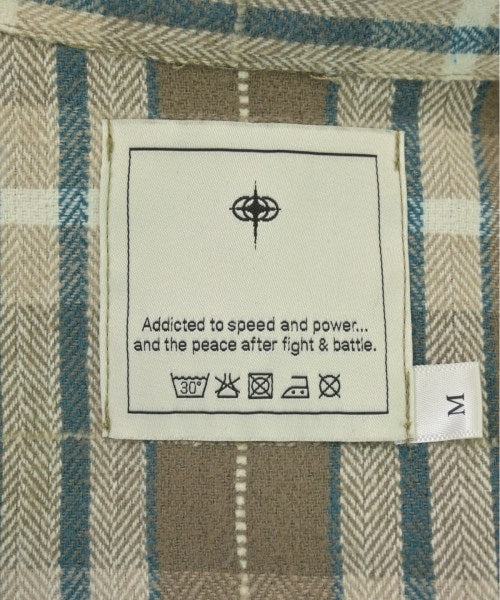 Addicted to speed and power...
and the peace after fight & battle.
30°
M